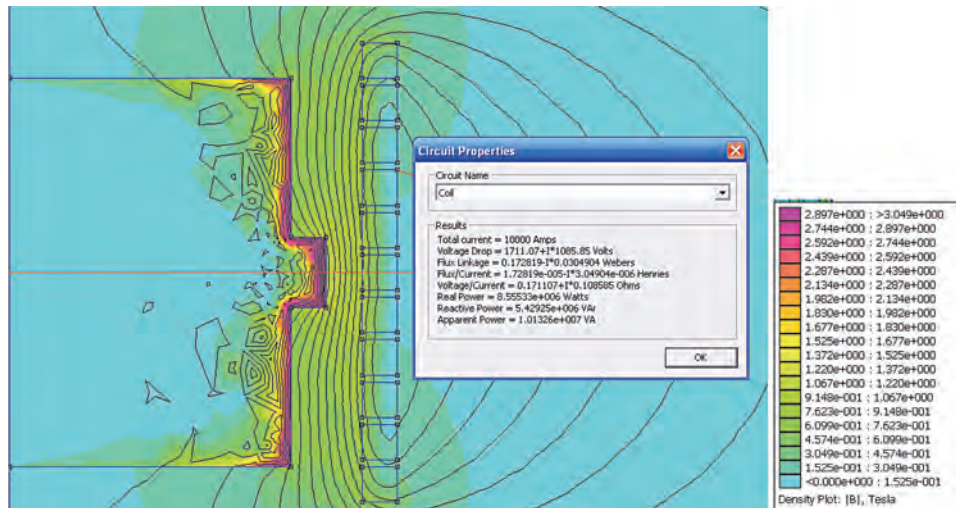 Circuit Properties
Circuit Name
Coil
Results
Total current = 10000 Amps
Voltage Drop = 1711.07+I*1085.85 Volts
Flux Linkage = 0.172819-I*0.0304904 Webers
Flux/Current = 1.72819e-005-I*3.04904e-006 Henries
Voltage/Current = 0.171107+I*0.108585 Ohms
Real Power = 8.55533e+006 Watts
Reactive Power = 5.42925e+006 VAr
Apparent Power = 1.01326e+007 VA
OK
2.897e+000 : >3.049e+000
2.744e+000 : 2.897e+000
2.592e+000 : 2.744e+000
2.439e+000 : 2.592e+000
2.287e+000 : 2.439e+000
2.134e+000 : 2.287e+000
1.982e+000 : 2.134e+000
1.830e+000 : 1.982e+000
1.677e+000 : 1.830e+000
1.525e+000 : 1.677e+000
1.372e+000 : 1.525e+000
1.220e+000 : 1.372e+000
1.067e+000 : 1.220e+000
9.148e-001 : 1.067e+000
7.623e-001 : 9.148e-001
6.099e-001 : 7.623e-001
4.574e-001 : 6.099e-001
3.049e-001 : 4.574e-001
1.525e-001 : 3.049e-001
<0.000e+000 : 1.525e-001
Density Plot: |B|, Tesla